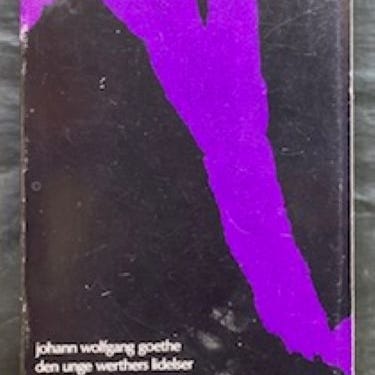 johann wolfgang goethe
den unge werthers lidelser